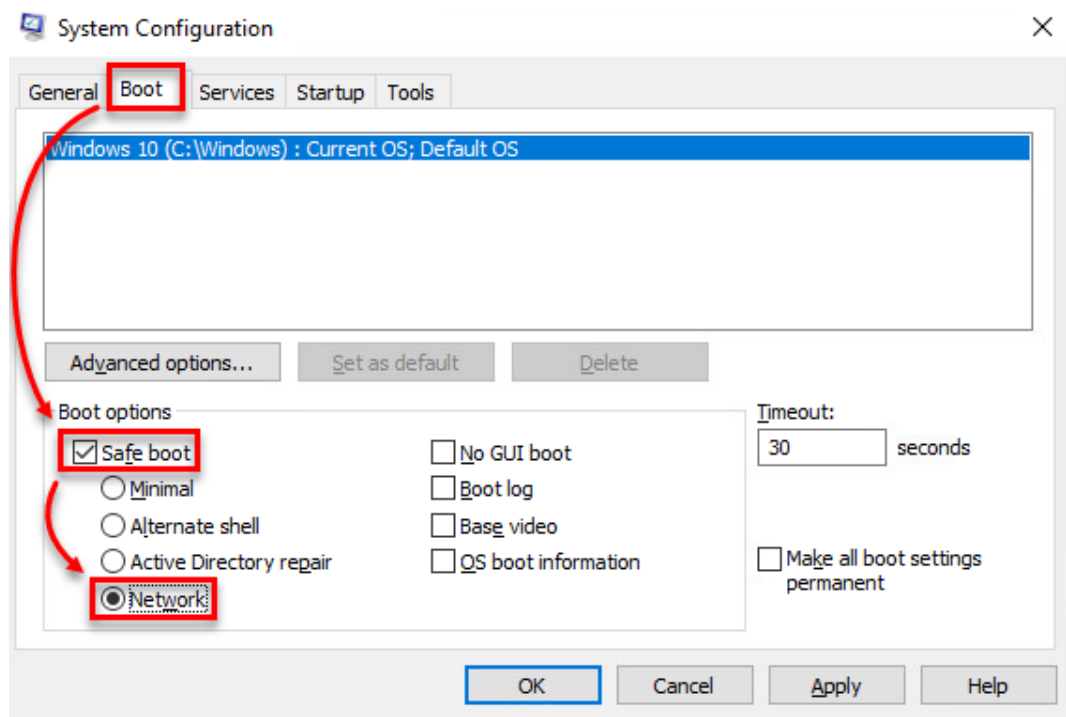 System Configuration
General Boot Services Startup Tools
Windows 10 (C:\Windows) : Current OS; Default OS
Advanced options... Set as default Delete
Boot options
Timeout:
Safe boot No GUI boot 30 seconds
Minimal Boot log
Alternate shell Base video
Active Directory repair OS boot information Make all boot settings
permanent
Network
OK Cancel Apply Help